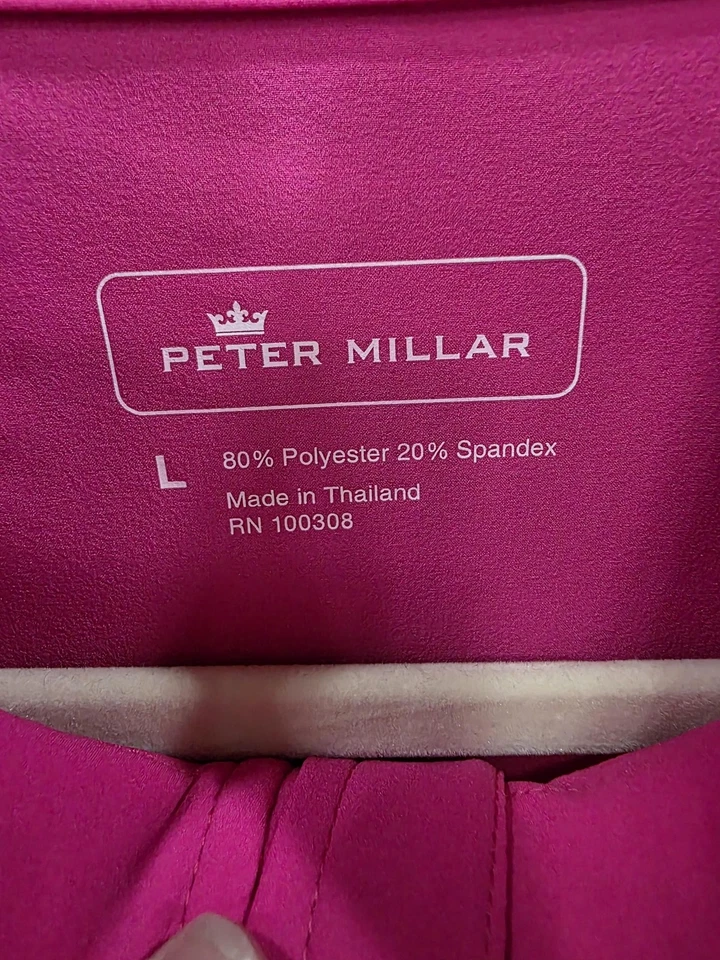 PETER MILLAR
L 80% Polyester 20% Spandex
Made in Thailand
RN 100308